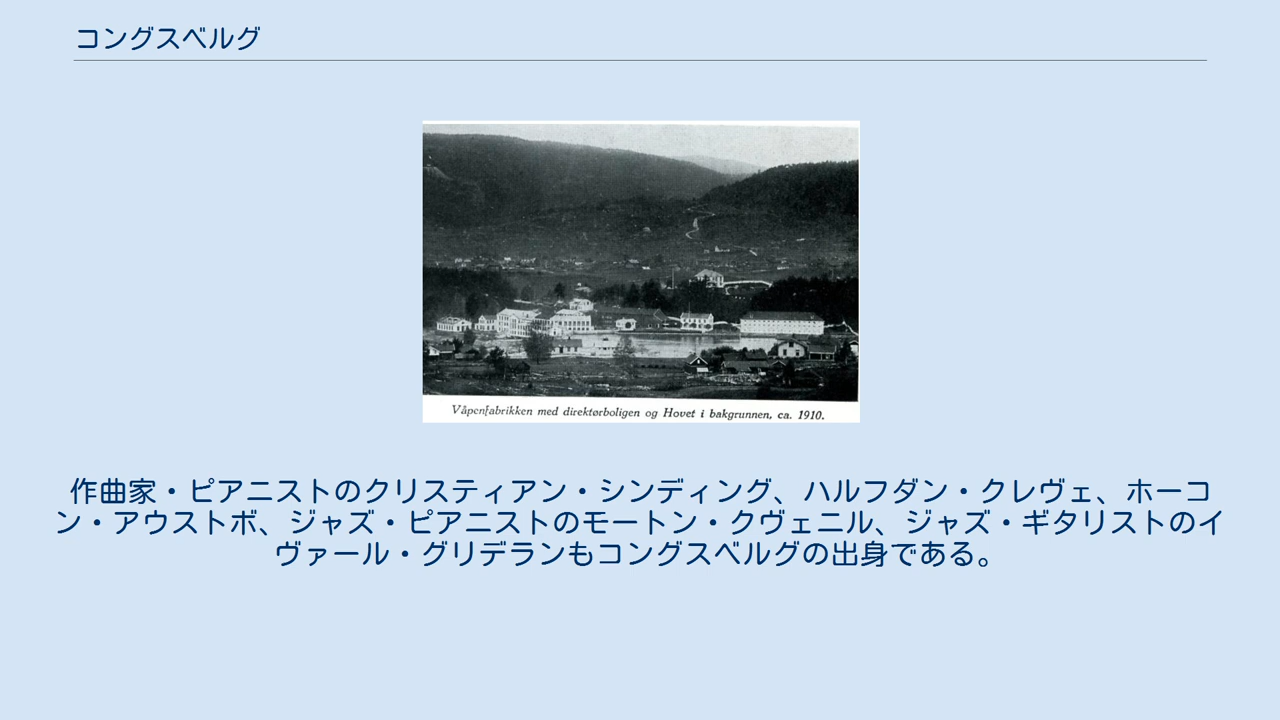 コングスベルグ
Våpenfabrikken med direktørboligen og Hovet i bakgrunnen, ca. 1910.
作曲家・ピアニストのクリスティアン・シンディング、ハルフダン・クレヴェ、ホーコ
ン・アウストボ、ジャズ・ピアニストのモートン・クヴェニル、ジャズ・ギタリストのイ
ヴァール・グリデランもコングスベルグの出身である。